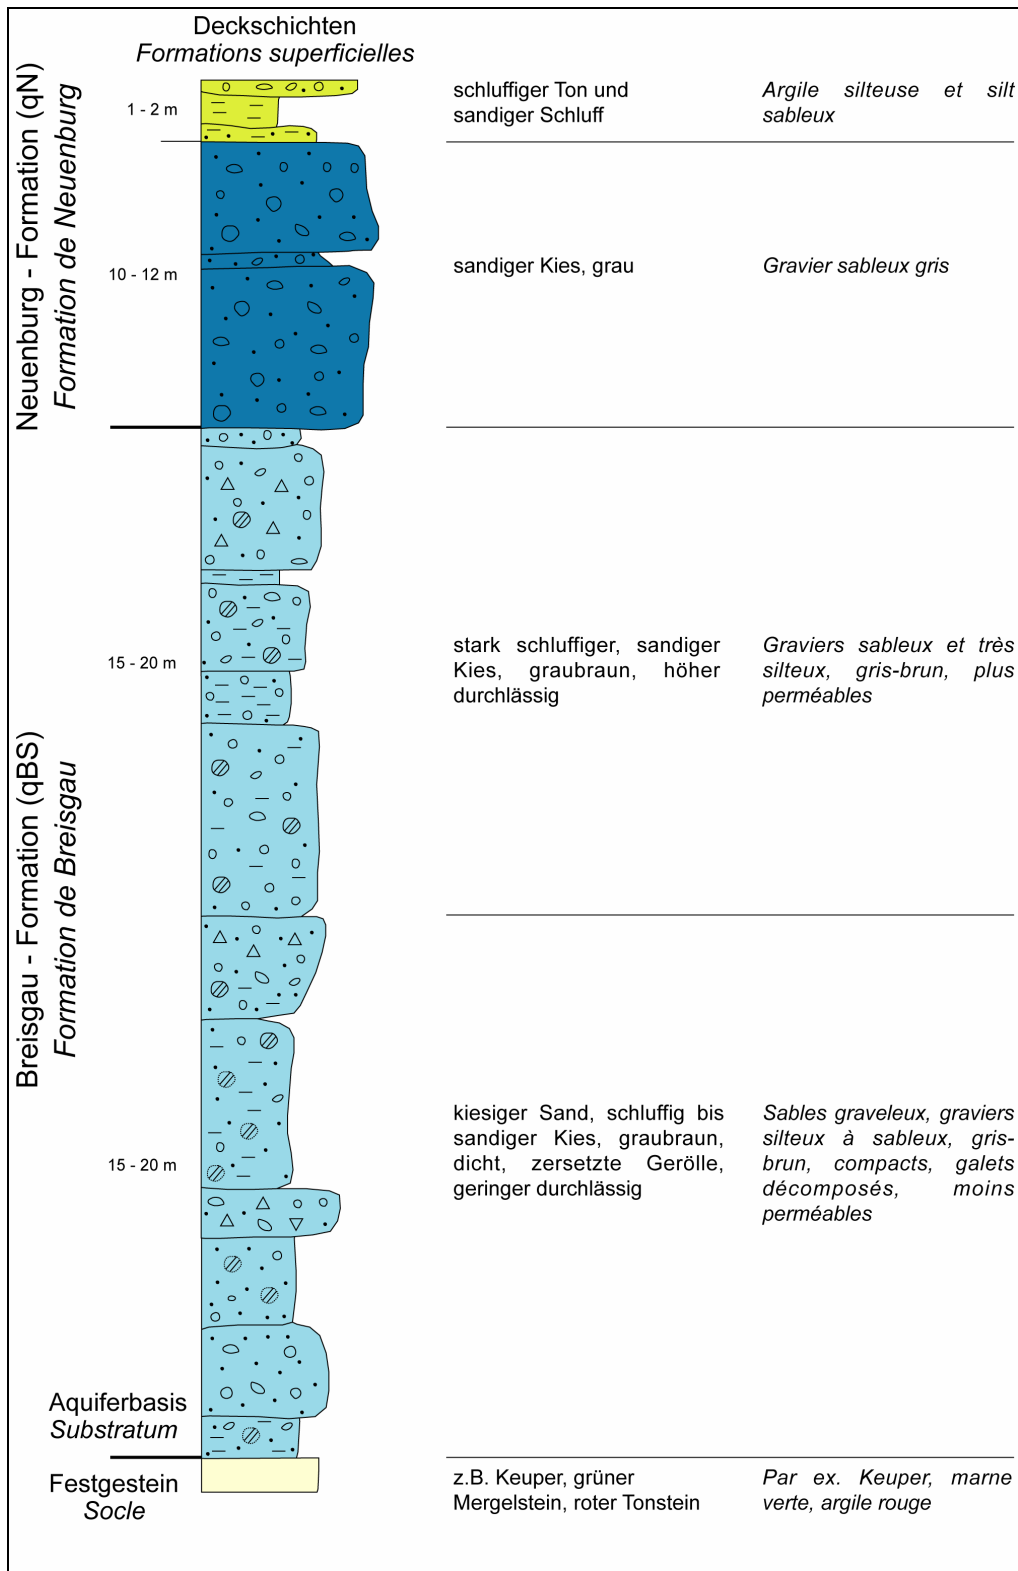 Deckschichten
Formations superficielles
Neuenburg - Formation (qN)
Formation de Neuenburg
1 - 2 m
schluffiger Ton und
sandiger Schluff
Argile silteuse et silt
sableux
10 - 12 m
sandiger Kies, grau
Gravier sableux gris
Breisgau - Formation (qBS)
Formation de Breisgau
15 - 20 m
stark schluffiger, sandiger
Kies, graubraun, höher
durchlässig
Graviers sableux et très
silteux, gris-brun, plus
perméables
15 - 20 m
kiesiger Sand, schluffig bis
sandiger Kies, graubraun,
dicht, zersetzte Gerölle,
geringer durchlässig
Sables graveleux, graviers
silteux à sableux, gris-
brun, compacts, galets
décomposés, moins
perméables
Aquiferbasis
Substratum
Festgestein
Socle
z.B. Keuper, grüner
Mergelstein, roter Tonstein
Par ex. Keuper, marne
verte, argile rouge